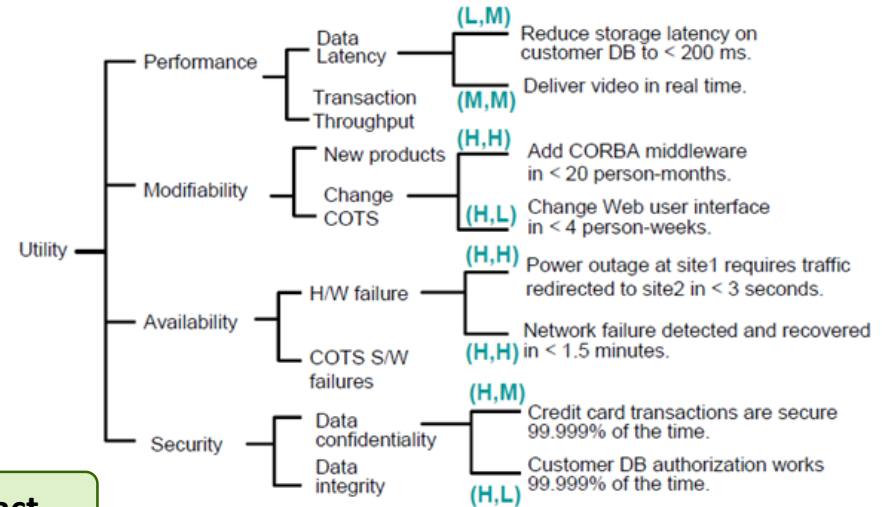 Utility
Performance
Data
Latency
(L,M)
Reduce storage latency on
customer DB to < 200 ms.
(M,M)
Deliver video in real time.
Transaction
Throughput
Modifiability
New products
Change
COTS
(H,H)
Add CORBA middleware
in < 20 person-months.
(H,L)
Change Web user interface
in < 4 person-weeks.
Availability
H/W failure
(H,H)
Power outage at site1 requires traffic
redirected to site2 in < 3 seconds.
(H,H)
Network failure detected and recovered
in < 1.5 minutes.
COTS S/W
failures
Security
Data
confidentiality
(H,M)
Credit card transactions are secure
99.999% of the time.
(H,L)
Customer DB authorization works
99.999% of the time.
Data
integrity